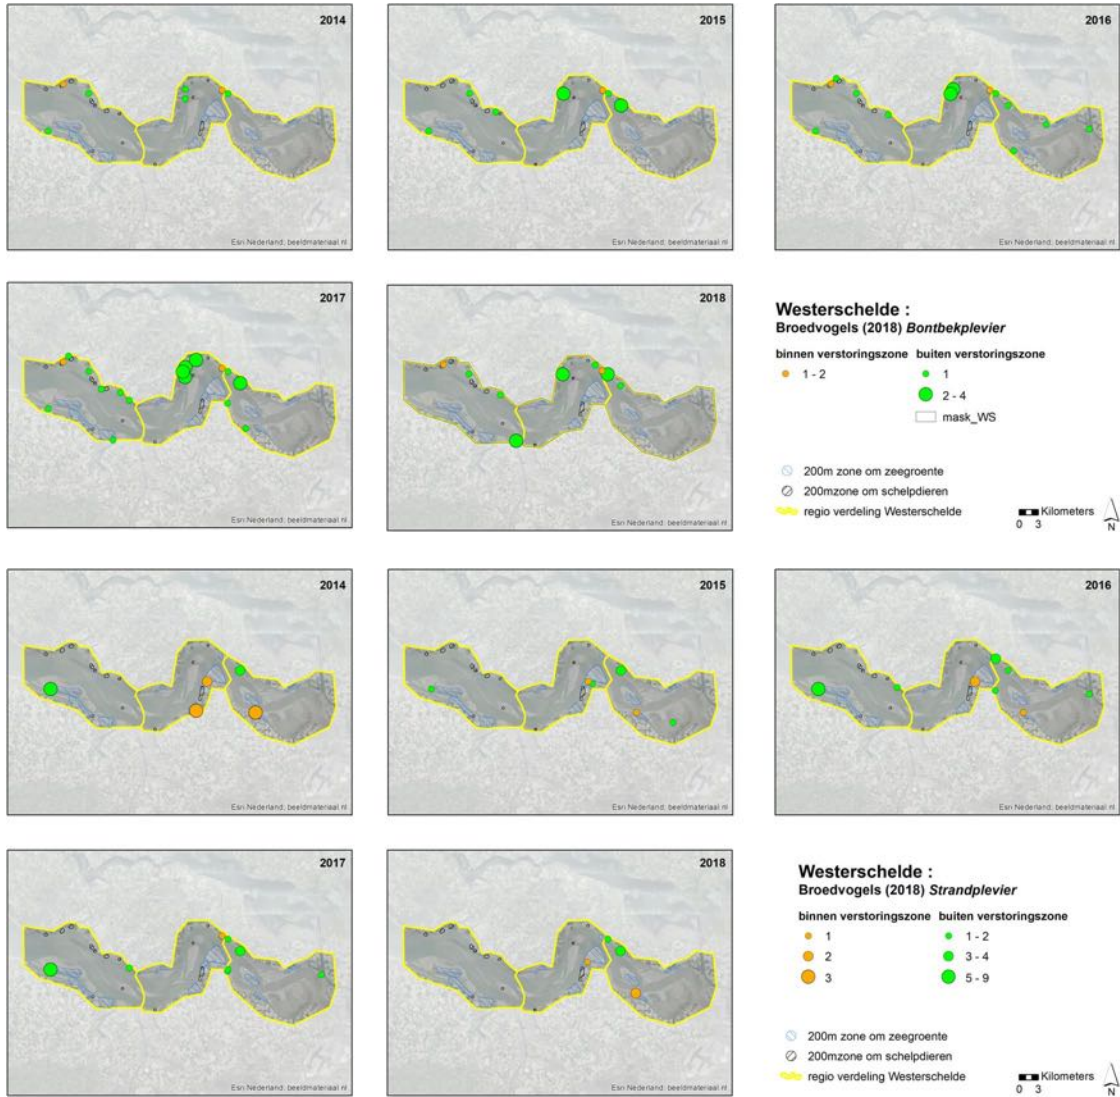 2014
2015
2016
Esri Nederland, beeldmateriaal.nl
Esri Nederland, beeldmateriaal.nl
Esri Nederland, beeldmateriaal.nl
2017
2018
Esri Nederland, beeldmateriaal.nl
Esri Nederland, beeldmateriaal.nl
Westerschelde :
Broedvogels (2018) Bontbekplevier
binnen verstoringszone
1 - 2
buiten verstoringszone
1
2 - 4
mask_WS
200m zone om zeegroente
200mzone om schelpdieren
regio verdeling Westerschelde
Kilometers
0 3
N
2014
2015
2016
Esri Nederland, beeldmateriaal.nl
Esri Nederland, beeldmateriaal.nl
Esri Nederland, beeldmateriaal.nl
2017
2018
Esri Nederland, beeldmateriaal.nl
Esri Nederland, beeldmateriaal.nl
Westerschelde :
Broedvogels (2018) Strandplevier
binnen verstoringszone
1
2
3
buiten verstoringszone
1 - 2
3 - 4
5 - 9
200m zone om zeegroente
200mzone om schelpdieren
regio verdeling Westerschelde
Kilometers
0 3
N